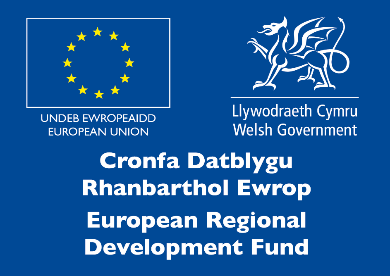 UNDEB EWROPEAIDD
EUROPEAN UNION
Llywodraeth Cymru
Welsh Government
Cronfa Datblygu
Rhanbarthol Ewrop
European Regional
Development Fund